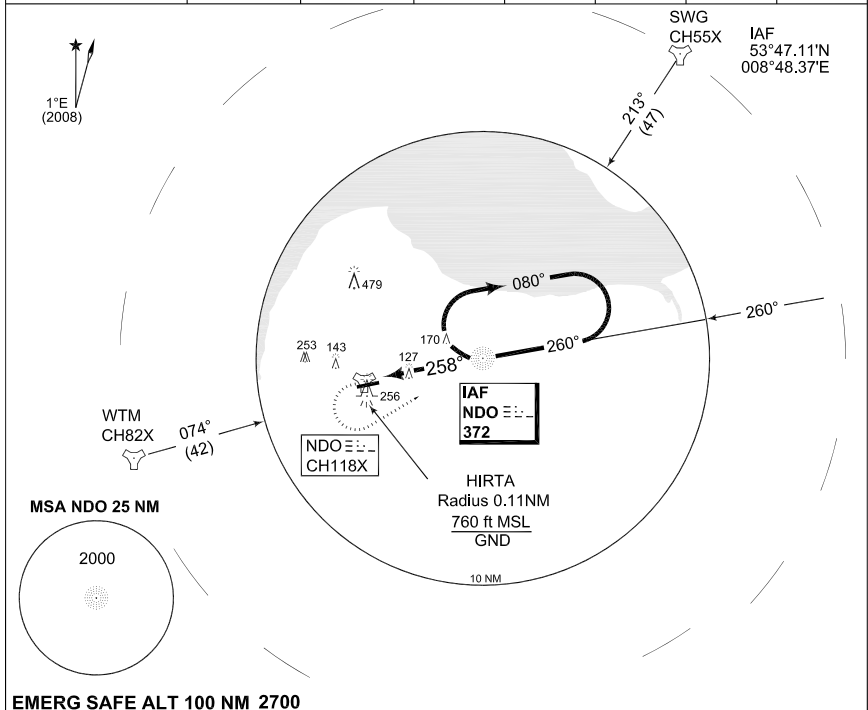 SWG
CH55X
IAF
53°47.11'N
008°48.37'E
1°E
(2008)
213°
(47)
479
080°
260°
170
260°
253
143
127
258°
256
IAF
NDO
372
WTM
CH82X
074°
(42)
NDO
CH118X
HIRTA
Radius 0.11NM
760 ft MSL
GND
MSA NDO 25 NM
2000
10 NM
EMERG SAFE ALT 100 NM 2700